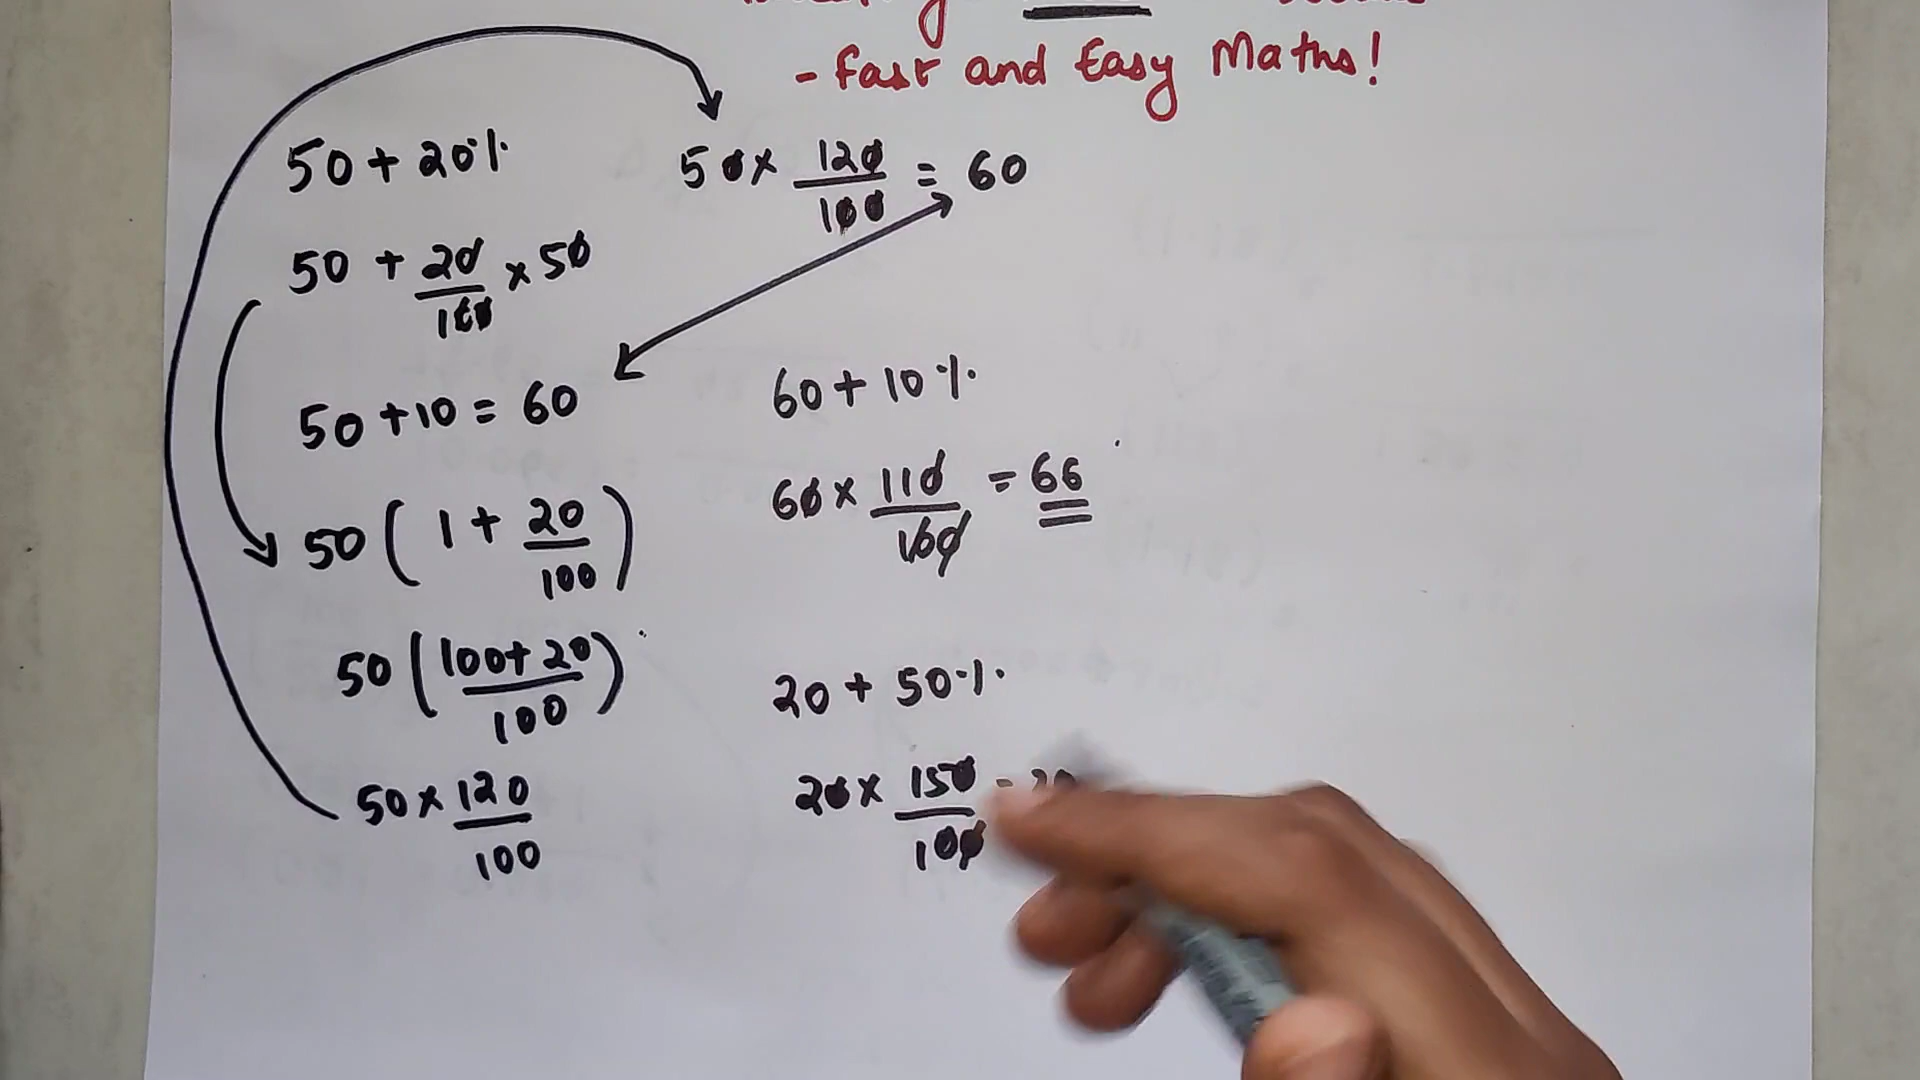 - Fast and Easy Maths!
50 + 20%
50 + 20/100 × 50
50 + 10 = 60
50 ( 1 + 20/100 )
50 ( 100 + 20/100 )
50 × 120/100
50 × 120/100 = 60
60 + 10%
60 × 110/100 = 66
20 + 50%
20 × 150/100 =